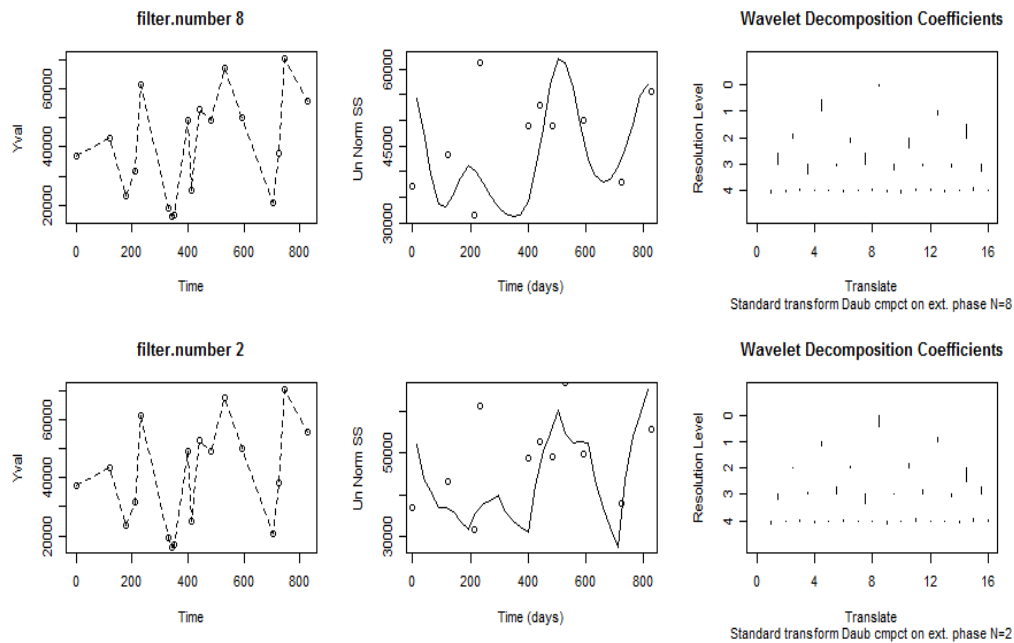 filter.number 8
Yval
20000 40000 60000
0 200 400 600 800
Time
Un Norm SS
30000 45000 60000
0 200 400 600 800
Time (days)
Wavelet Decomposition Coefficients
Resolution Level
0
1
2
3
4
0 4 8 12 16
Translate
Standard transform Daub cmpct on ext. phase N=8
filter.number 2
Yval
20000 40000 60000
0 200 400 600 800
Time
Un Norm SS
30000 50000
0 200 400 600 800
Time (days)
Wavelet Decomposition Coefficients
Resolution Level
0
1
2
3
4
0 4 8 12 16
Translate
Standard transform Daub cmpct on ext. phase N=2